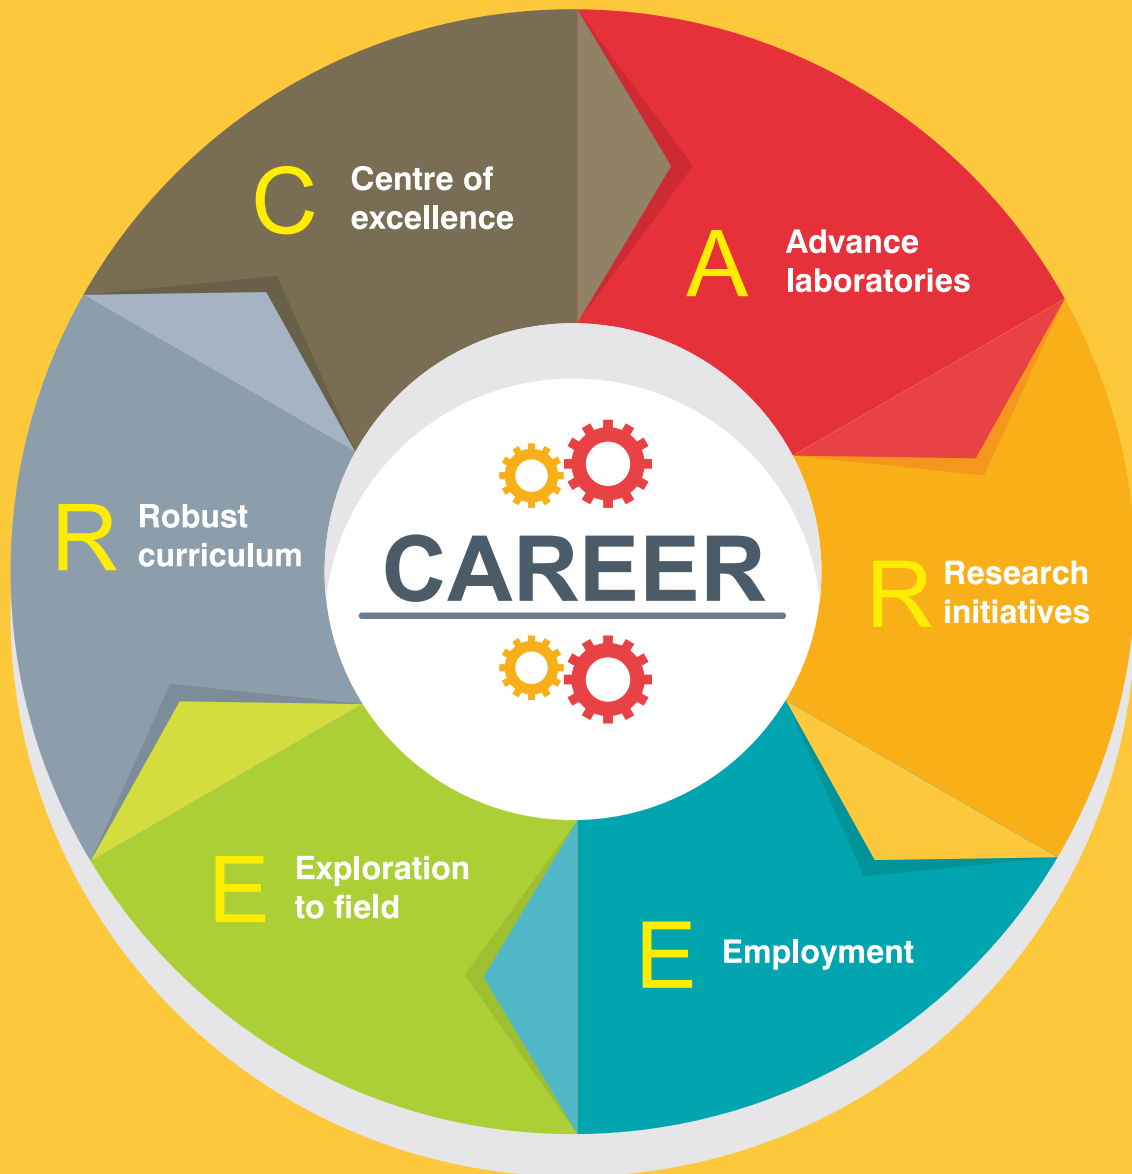 C
Centre of
excellence
A
Advance
laboratories
R
Research
initiatives
E
Employment
E
Exploration
to field
R
Robust
curriculum
CAREER